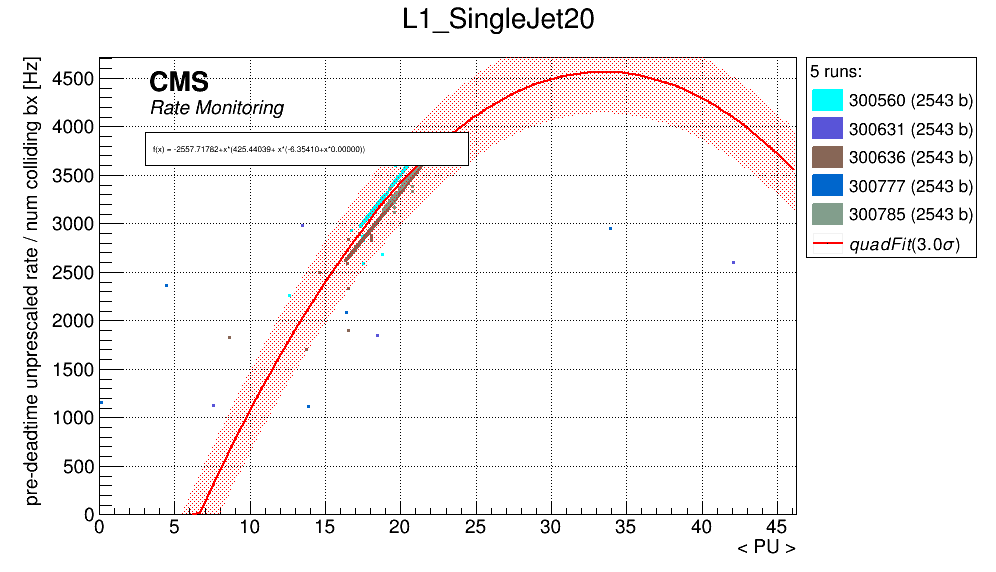 L1_SingleJet20
pre-deadtime unprescaled rate / num colliding bx [Hz]
CMS
Rate Monitoring
f(x) = -2557.71762+x*(425.44039+ x*(-6.35410+x*0.00000))
4500
4000
3500
3000
2500
2000
1500
1000
500
0
0 5 10 15 20 25 30 35 40 45
< PU >
5 runs:
300560 (2543 b)
300631 (2543 b)
300636 (2543 b)
300777 (2543 b)
300785 (2543 b)
quadFit(3.0σ)